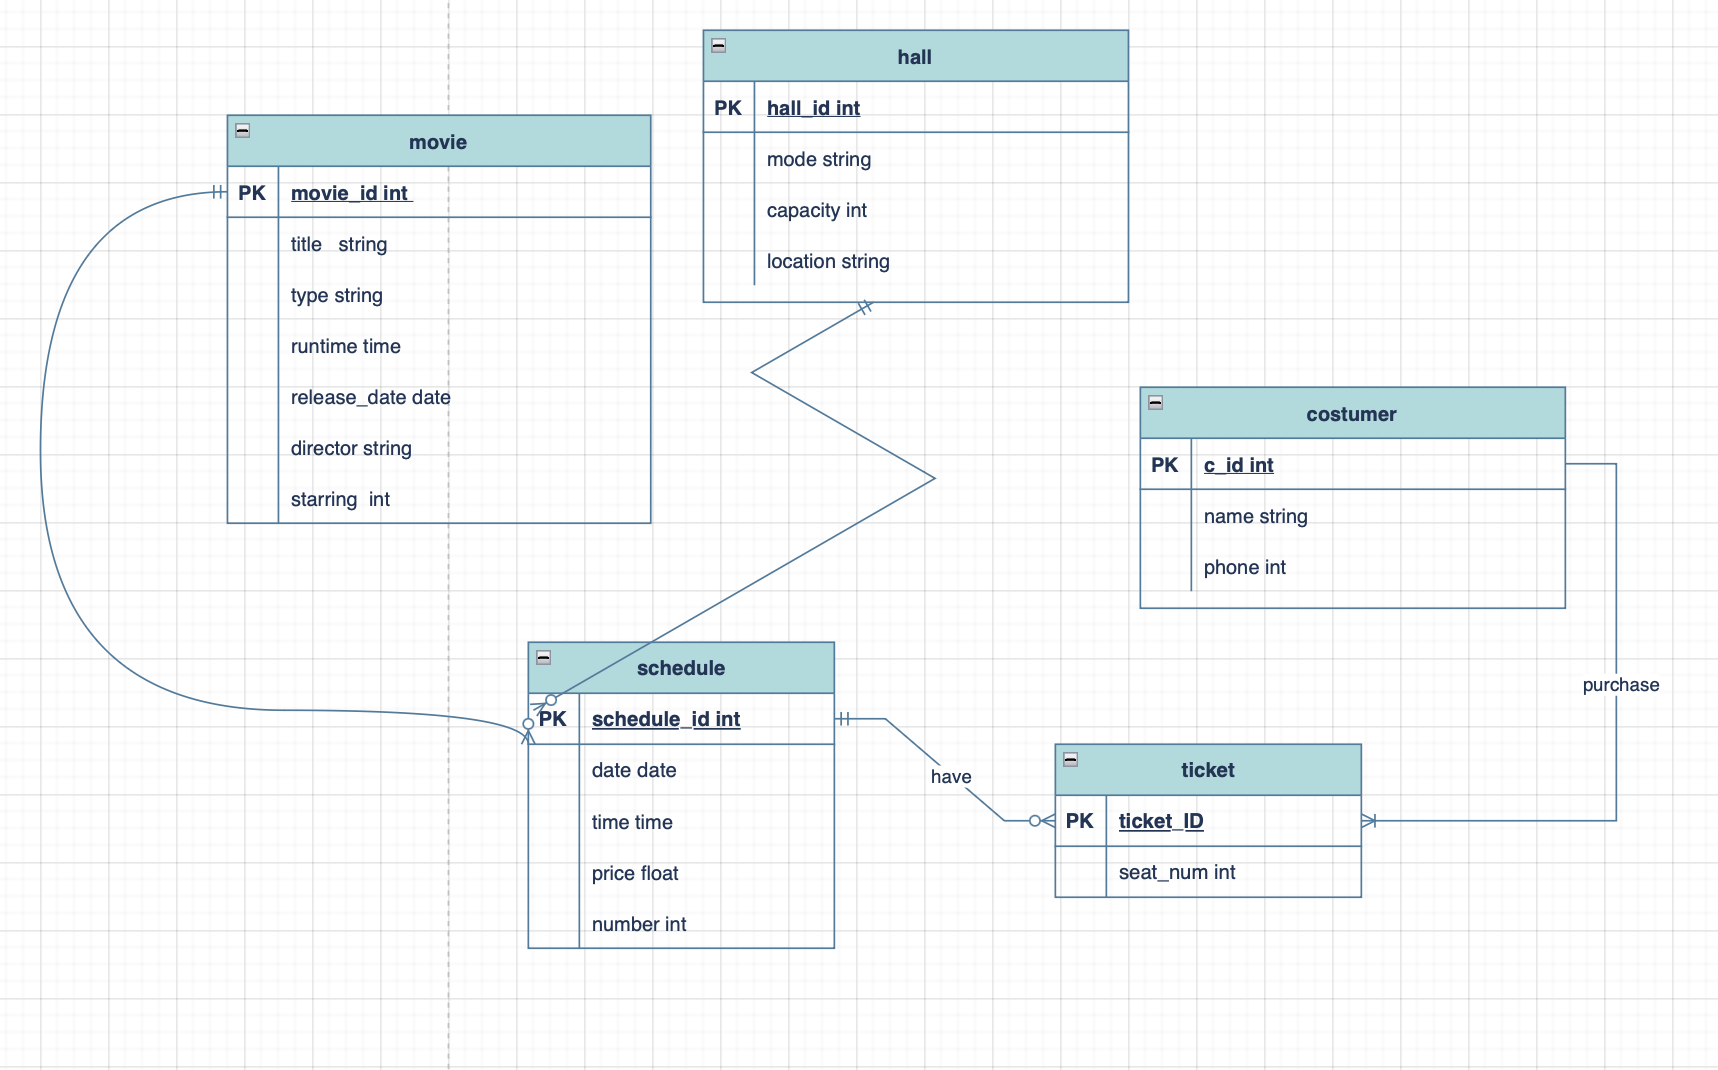 hall
PK hall_id int
mode string
capacity int
location string
movie
PK movie_id int
title string
type string
runtime time
release_date date
director string
starring int
costumer
PK c_id int
name string
phone int
purchase
schedule
PK schedule_id int
date date
time time
price float
number int
have
ticket
PK ticket_ID
seat_num int